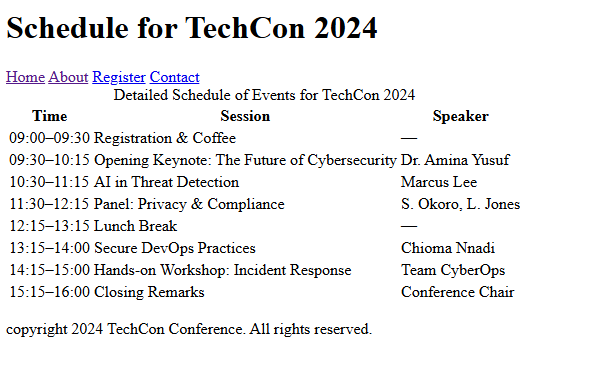 Schedule for TechCon 2024
Home About Register Contact
Detailed Schedule of Events for TechCon 2024
Time Session Speaker
09:00–09:30 Registration & Coffee —
09:30–10:15 Opening Keynote: The Future of Cybersecurity Dr. Amina Yusuf
10:30–11:15 AI in Threat Detection Marcus Lee
11:30–12:15 Panel: Privacy & Compliance S. Okoro, L. Jones
12:15–13:15 Lunch Break —
13:15–14:00 Secure DevOps Practices Chioma Nnadi
14:15–15:00 Hands-on Workshop: Incident Response Team CyberOps
15:15–16:00 Closing Remarks Conference Chair
copyright 2024 TechCon Conference. All rights reserved.